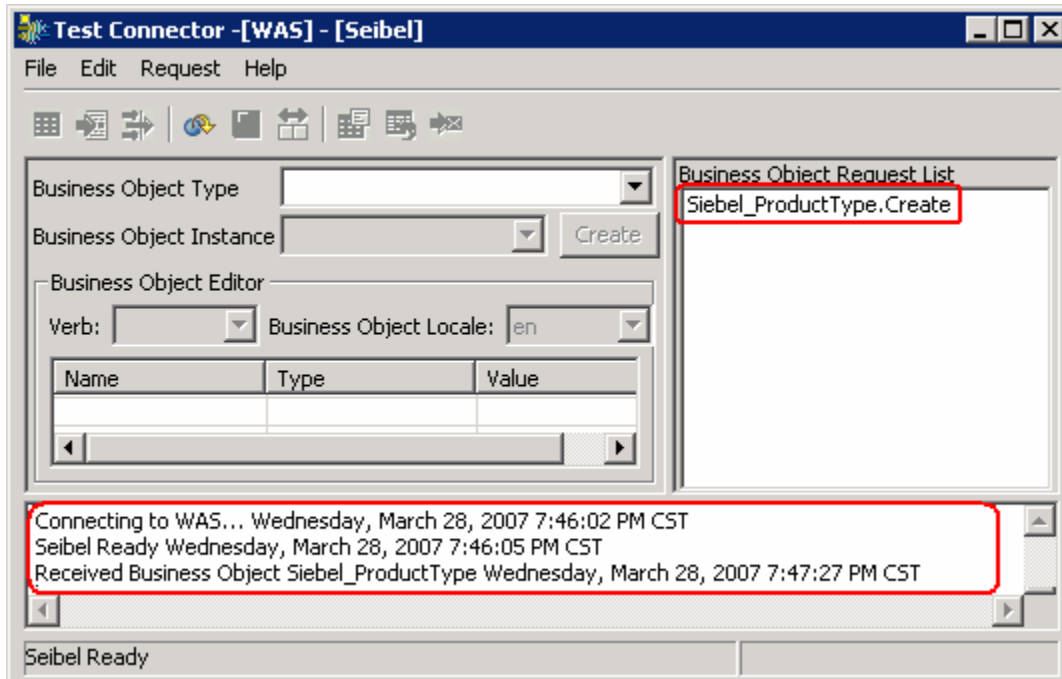 Test Connector -[WAS] - [Seibel]
File Edit Request Help
Business Object Type
Business Object Instance Create
Business Object Editor
Verb: Business Object Locale: en
Name Type Value
Business Object Request List
Siebel_ProductType.Create
Connecting to WAS... Wednesday, March 28, 2007 7:46:02 PM CST
Seibel Ready Wednesday, March 28, 2007 7:46:05 PM CST
Received Business Object Siebel_ProductType Wednesday, March 28, 2007 7:47:27 PM CST
Seibel Ready